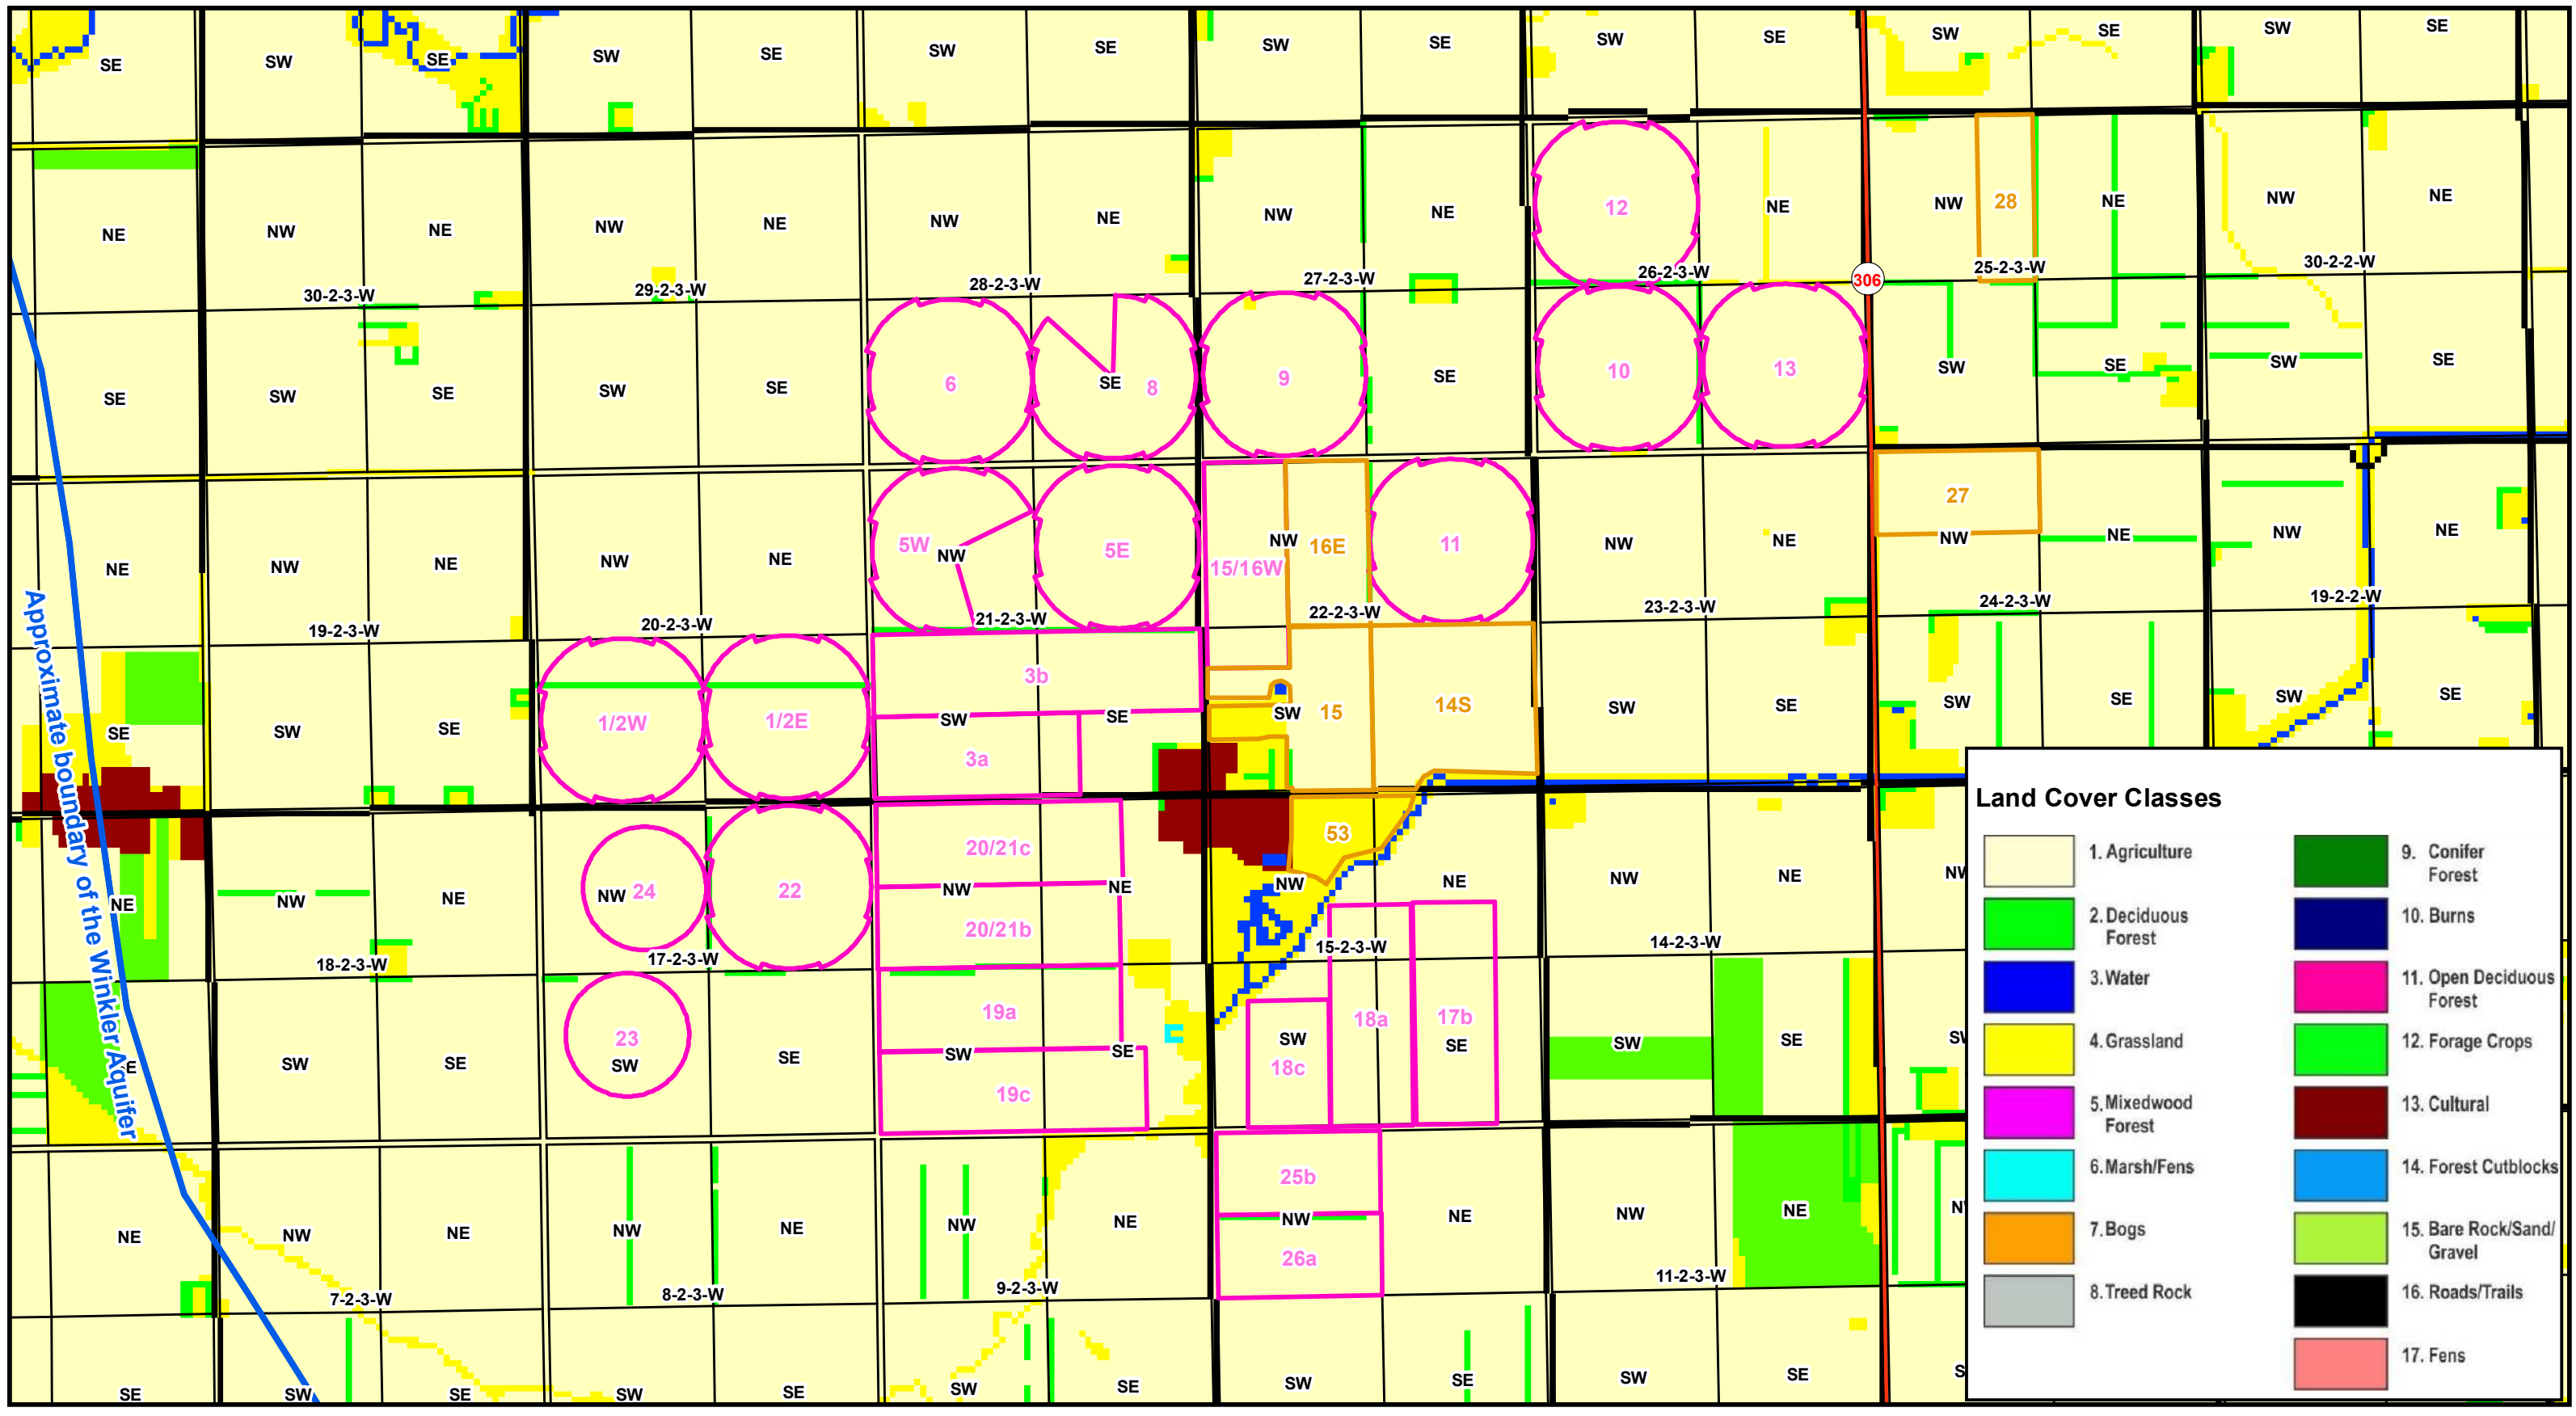 SE SW SE SW SE SW SE SW SE SW SE SW SE SW SE
NE NW NE NW NE NW NE NW NE 12 NE NW 28 NE NW NE
30-2-3-W 29-2-3-W 28-2-3-W 27-2-3-W 26-2-3-W 306 25-2-3-W 30-2-2-W
SE SW SE SW SE 6 SE 8 9 SE 10 13 SW SE SW SE
NE NW NE NW NE 5W NW 5E 15/16W NW 16E 11 NW NE 27 NW NE NW NE
19-2-3-W 20-2-3-W 21-2-3-W 22-2-3-W 23-2-3-W 24-2-3-W 19-2-2-W
3b
SE SW SE 1/2W 1/2E SW SE SW 15 14S SW SE SW SE SW SE
3a
53
20/21c
NE NW NE NW 24 22 NW NE NW NE NW NE NW
20/21b
18-2-3-W 17-2-3-W 15-2-3-W 14-2-3-W
19a 18a 17b
SW SE 23 SW SE SW SE SW SE SW SE
19c 18c
25b
NE NW NE NW NE NW NE NW NE NW NE
26a
7-2-3-W 8-2-3-W 9-2-3-W 11-2-3-W
SE SW SE SW SE SW SE SW SE SW SE
Approximate boundary of the Winkler Aquifer
Land Cover Classes
1. Agriculture
2. Deciduous
Forest
3. Water
4. Grassland
5. Mixedwood
Forest
6. Marsh/Fens
7. Bogs
8. Treed Rock
9. Conifer
Forest
10. Burns
11. Open Deciduous
Forest
12. Forage Crops
13. Cultural
14. Forest Cutblocks
15. Bare Rock/Sand/
Gravel
16. Roads/Trails
17. Fens